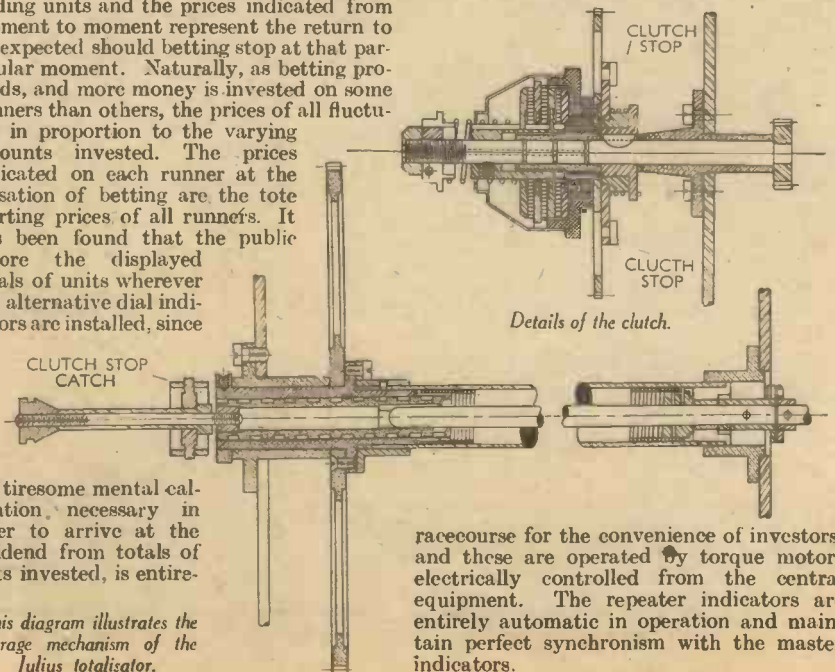 ding units and the prices indicated from
ment to moment represent the return to
expected should betting stop at that par-
ular moment. Naturally, as betting pro-
ds, and more money is invested on some
nners than others, the prices of all fluctu-
in proportion to the varying
ounts invested. The prices
icated on each runner at the
sation of betting are the tote
rting prices of all runners. It
s been found that the public
ore the displayed
als of units wherever
alternative dial indi-
ors are installed, since
tiresome mental cal-
ation necessary in
er to arrive at the
idend from totals of
ts invested, is entire-
his diagram illustrates the
rage mechanism of the
Julius totalisator.
CLUTCH
STOP
CLUCTH
STOP
Details of the clutch.
CLUTCH STOP
CATCH
racecourse for the convenience of investors
and these are operated by torque motor
electrically controlled from the centra
equipment. The repeater indicators ar
entirely automatic in operation and main
tain perfect synchronism with the maste
indicators.